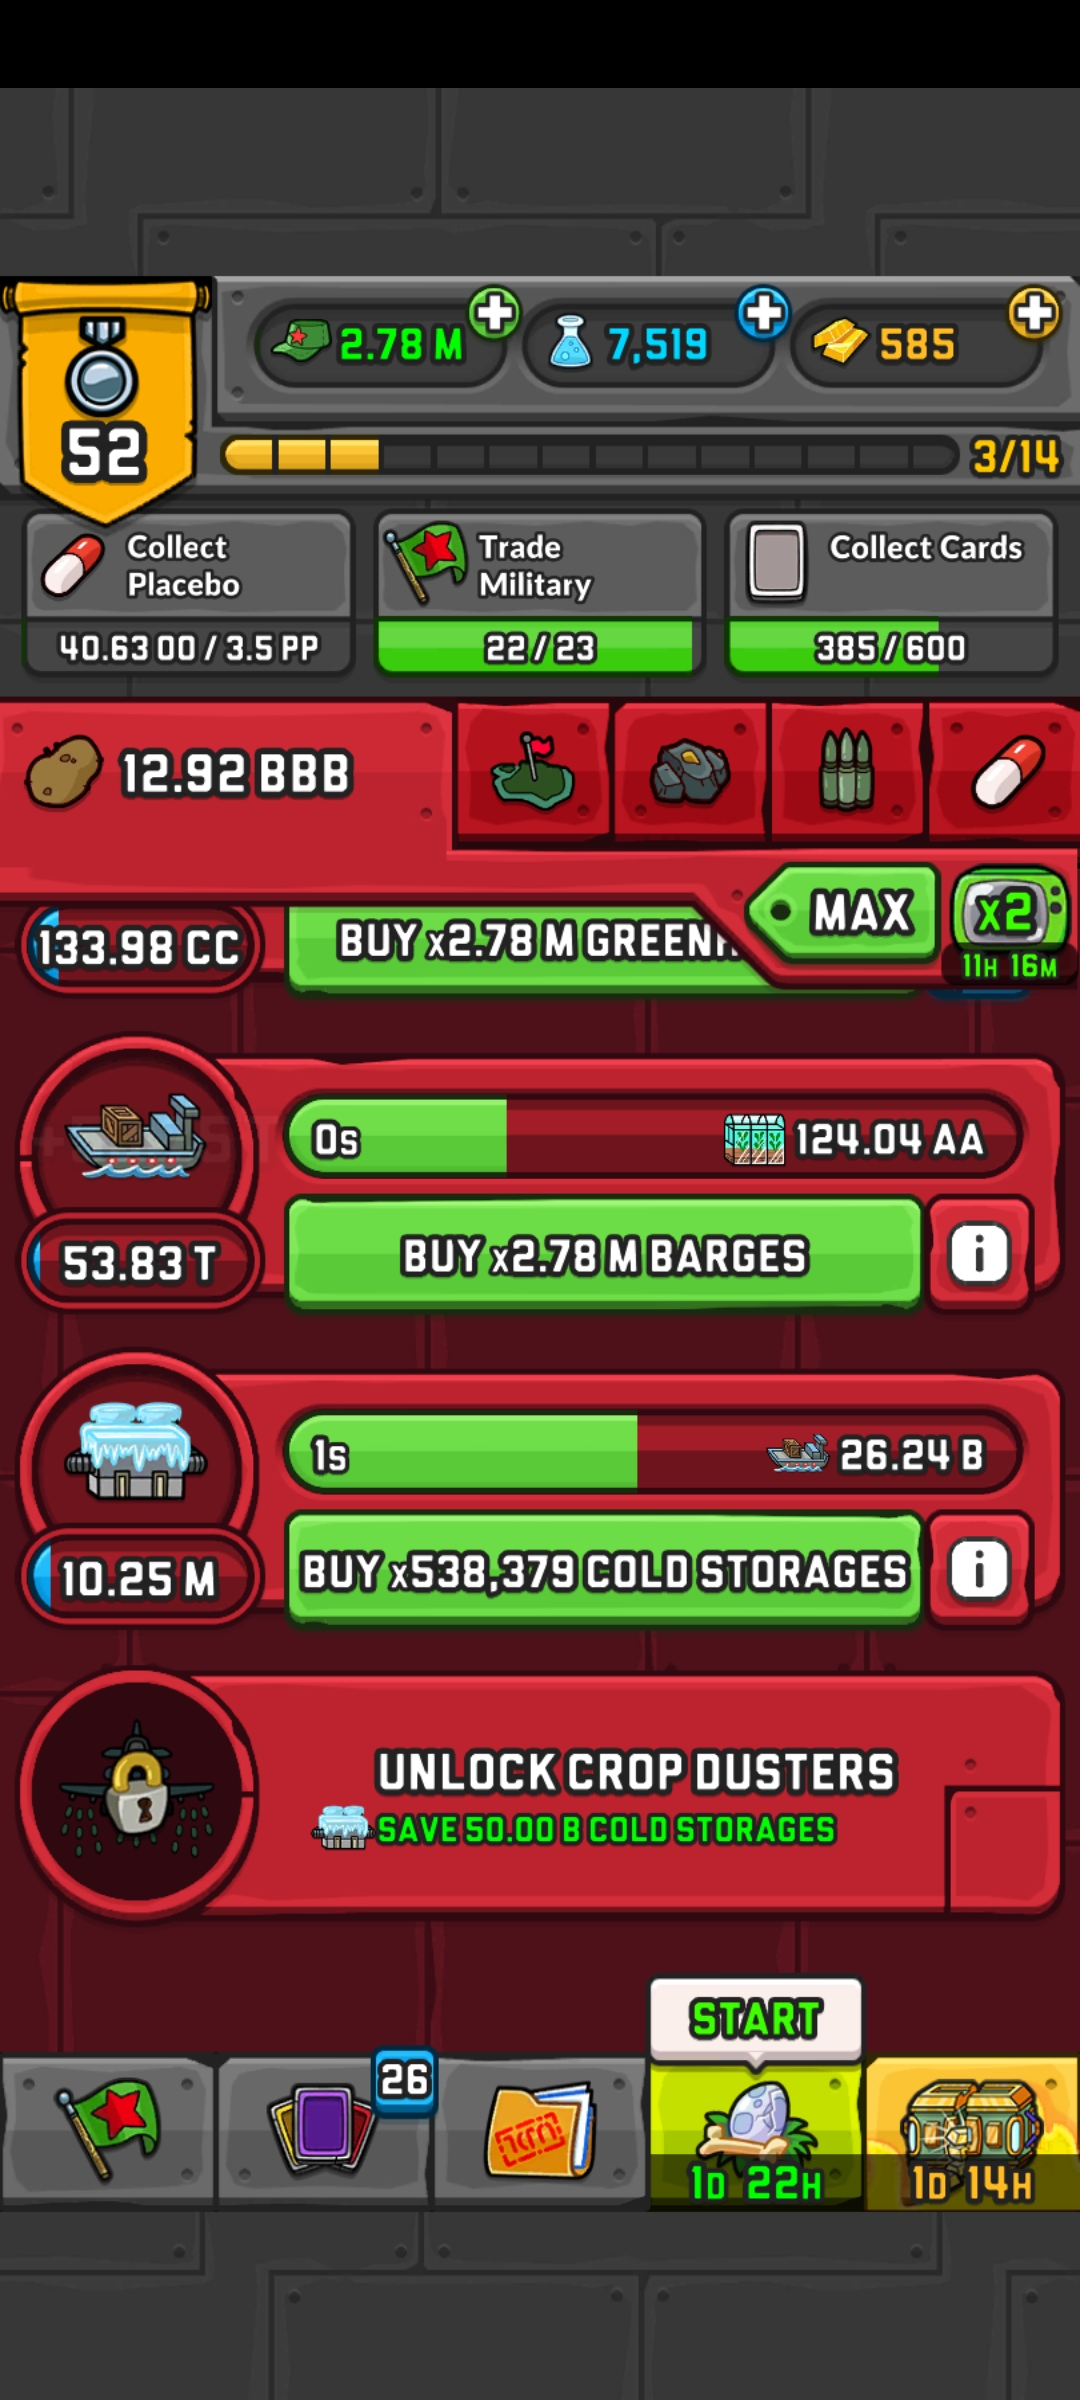 2.78 M
7,519
585
52
3/14
Collect
Placebo
40.63 OO / 3.5 PP
Trade
Military
22 / 23
Collect Cards
385 / 600
12.92 BBB
MAX
x2
11H 16M
133.98 CC
BUY x2.78 M GREENH
0s
124.04 AA
53.83 T
BUY x2.78 M BARGES
i
1s
26.24 B
10.25 M
BUY x538,379 COLD STORAGES
i
UNLOCK CROP DUSTERS
SAVE 50.00 B COLD STORAGES
START
26
1D 22H
1D 14H